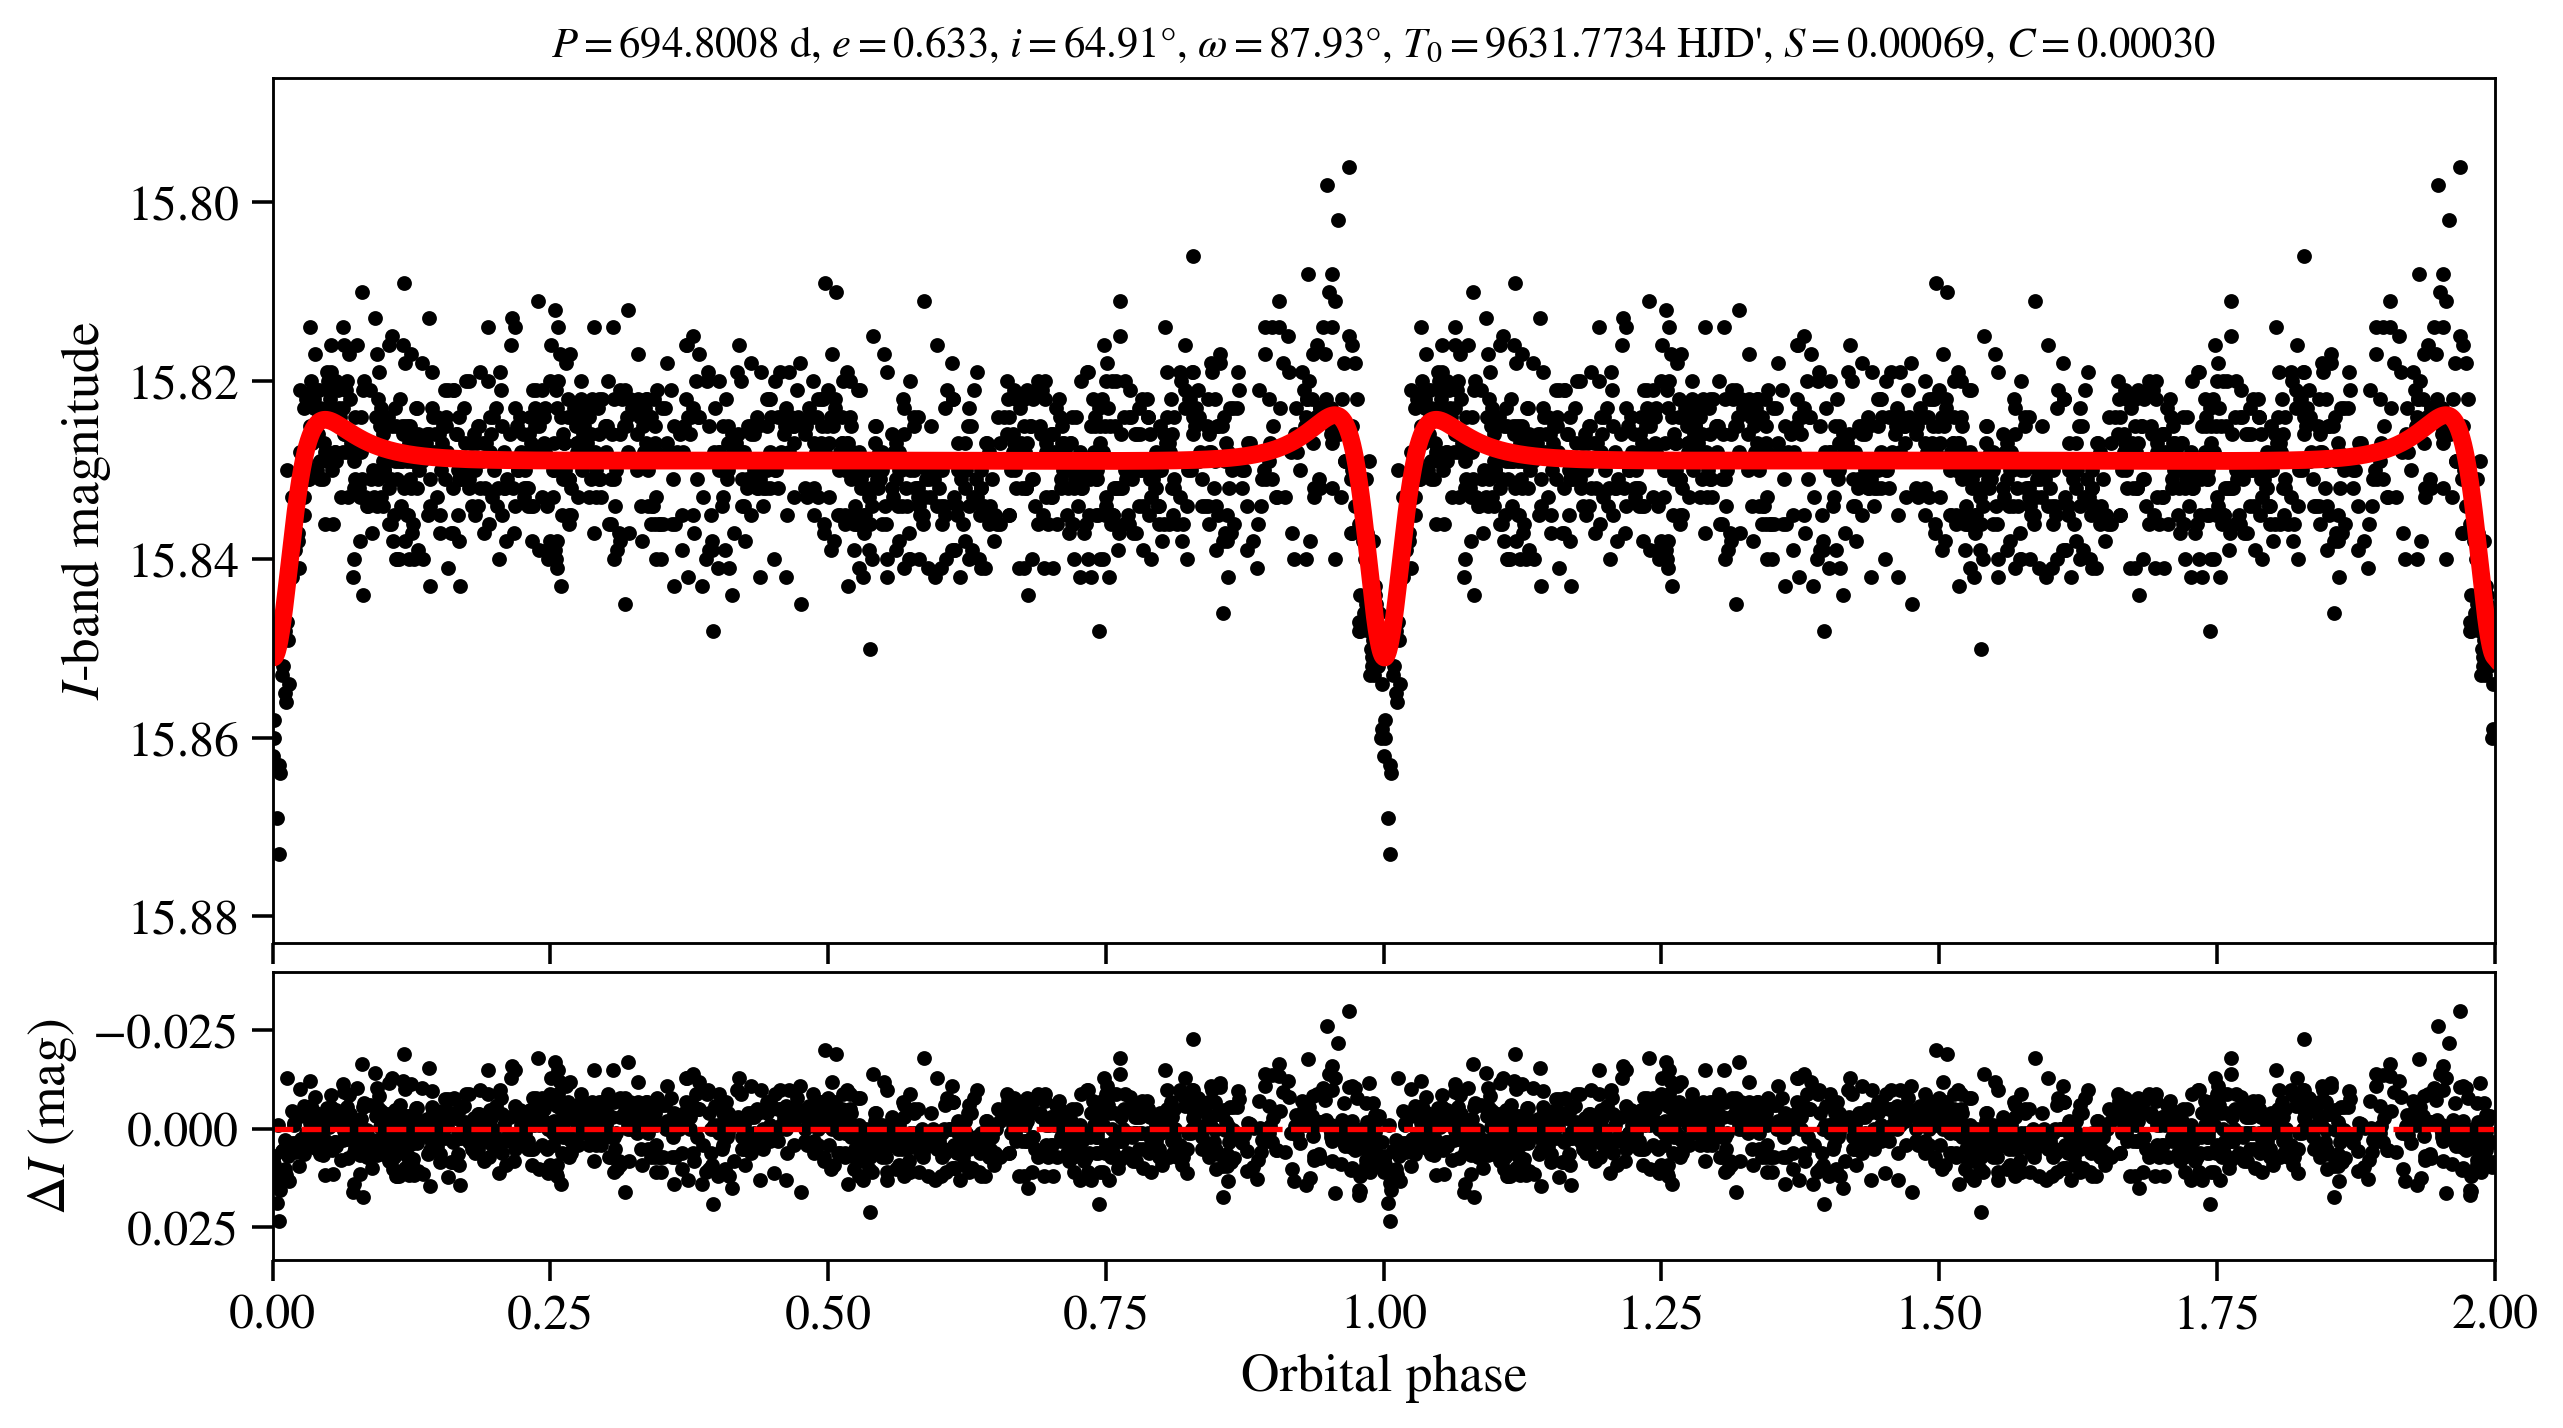 P = 694.8008 d, e = 0.633, i = 64.91°, ω = 87.93°, T₀ = 9631.7734 HJD', S = 0.00069, C = 0.00030
I-band magnitude
15.80
15.82
15.84
15.86
15.88
ΔI (mag)
−0.025
0.000
0.025
0.00 0.25 0.50 0.75 1.00 1.25 1.50 1.75 2.00
Orbital phase